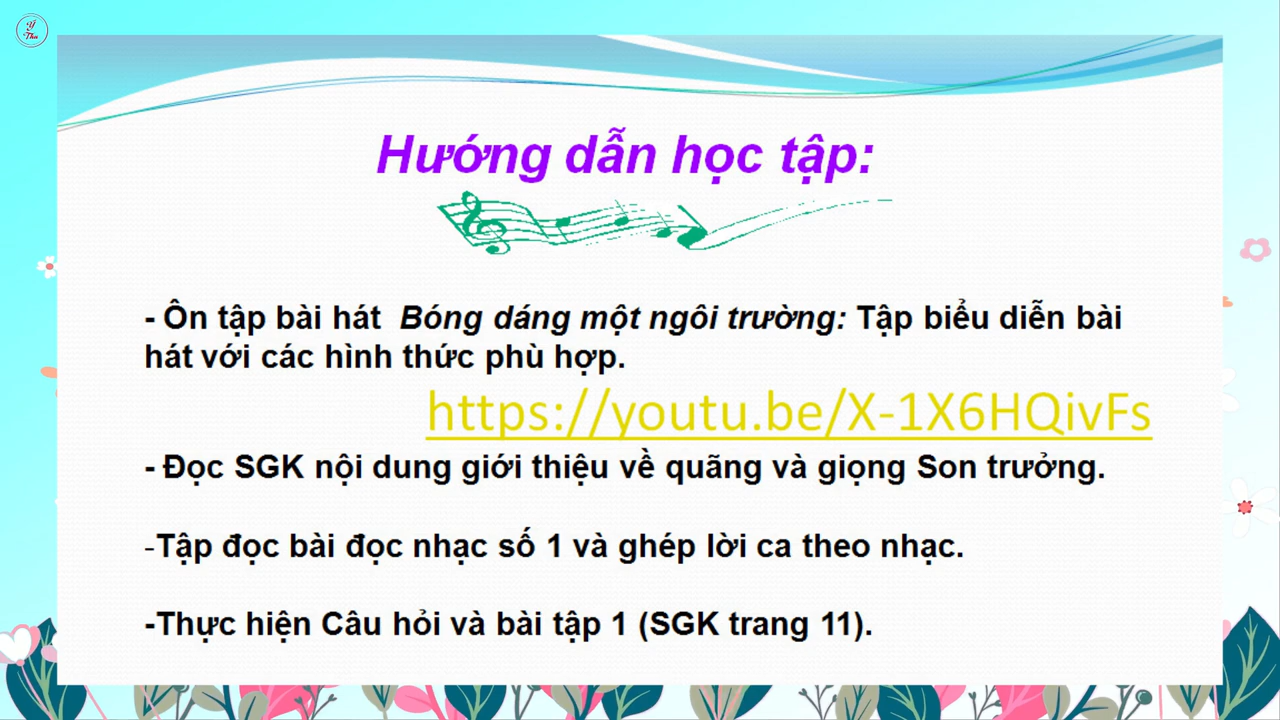 Ý
Thu
Hướng dẫn học tập:
- Ôn tập bài hát Bóng dáng một ngôi trường: Tập biểu diễn bài
hát với các hình thức phù hợp.
https://youtu.be/X-1X6HQivFs
- Đọc SGK nội dung giới thiệu về quãng và giọng Son trưởng.
-Tập đọc bài đọc nhạc số 1 và ghép lời ca theo nhạc.
-Thực hiện Câu hỏi và bài tập 1 (SGK trang 11).